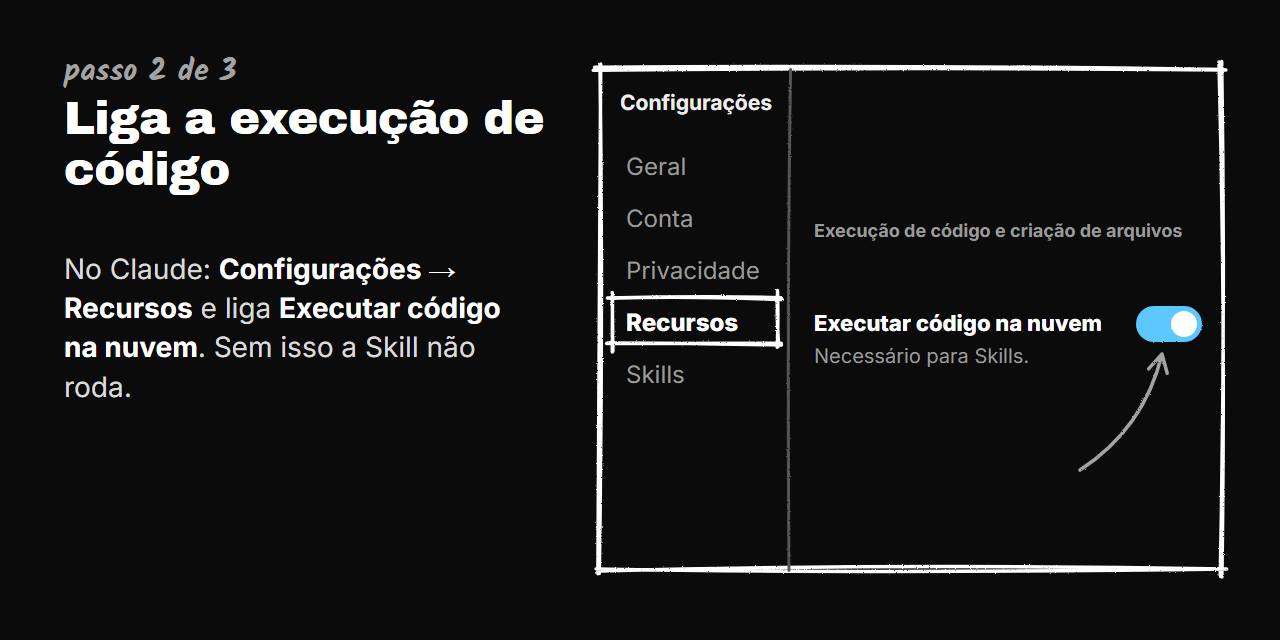 passo 2 de 3
Liga a execução de
código
No Claude: Configurações →
Recursos e liga Executar código
na nuvem. Sem isso a Skill não
roda.
Configurações
Geral
Conta
Privacidade
Recursos
Skills
Execução de código e criação de arquivos
Executar código na nuvem
Necessário para Skills.